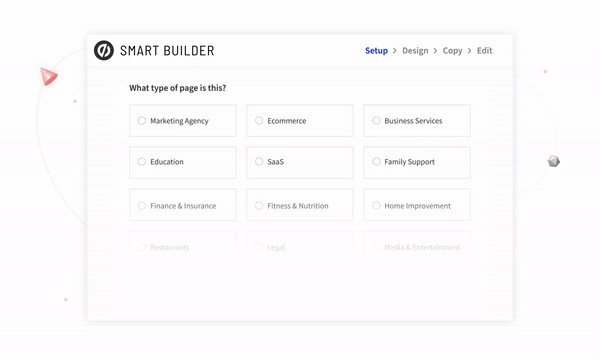 SMART BUILDER
Setup > Design > Copy > Edit
What type of page is this?
Marketing Agency Ecommerce Business Services
Education SaaS Family Support
Finance & Insurance Fitness & Nutrition Home Improvement
Restaurants Legal Media & Entertainment